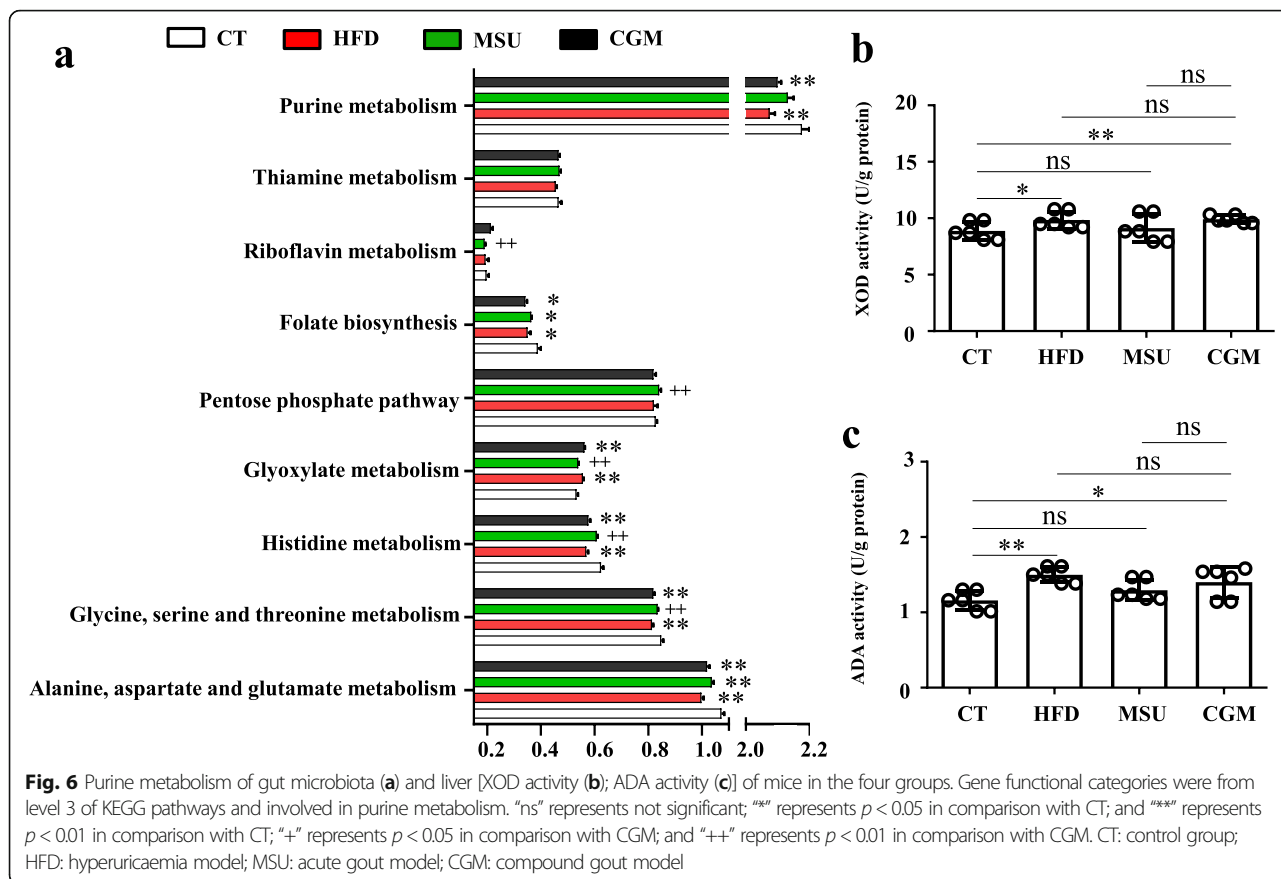 a
CT HFD MSU CGM
Purine metabolism ** **
Thiamine metabolism
Riboflavin metabolism ++
Folate biosynthesis * * *
Pentose phosphate pathway ++
Glyoxylate metabolism ** ++ **
Histidine metabolism ** ++ **
Glycine, serine and threonine metabolism ** ++ **
Alanine, aspartate and glutamate metabolism ** ** **
0.2 0.4 0.6 0.8 1.0 2.0 2.2
b
XOD activity (U/g protein)
20
15
10
5
0
ns
ns
**
ns
*
CT HFD MSU CGM
c
ADA activity (U/g protein)
3
2
1
0
ns
ns
*
ns
**
CT HFD MSU CGM
Fig. 6 Purine metabolism of gut microbiota (a) and liver [XOD activity (b); ADA activity (c)] of mice in the four groups. Gene functional categories were from
level 3 of KEGG pathways and involved in purine metabolism. “ns” represents not significant; “*” represents p < 0.05 in comparison with CT; and “**” represents
p < 0.01 in comparison with CT; “+” represents p < 0.05 in comparison with CGM; and “++” represents p < 0.01 in comparison with CGM. CT: control group;
HFD: hyperuricaemia model; MSU: acute gout model; CGM: compound gout model